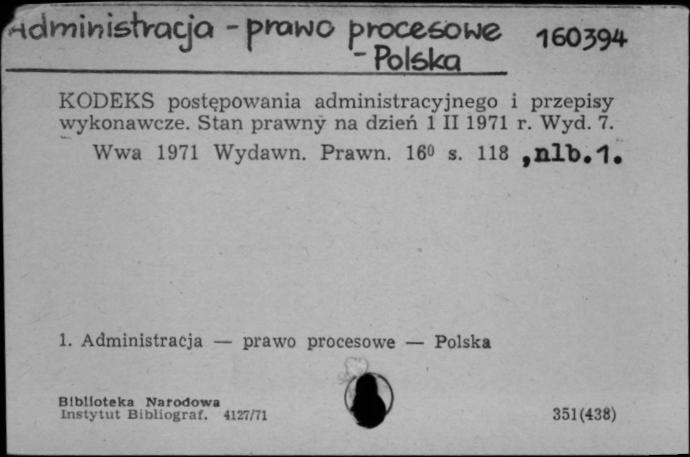 Administracja - prawo procesowe 160394
- Polska
KODEKS postępowania administracyjnego i przepisy
wykonawcze. Stan prawny na dzień 1 II 1971 r. Wyd. 7.
Wwa 1971 Wydawn. Prawn. 16⁰ s. 118 , nlb. 1.
1. Administracja — prawo procesowe — Polska
Biblioteka Narodowa
Instytut Bibliograf. 4127/71 351(438)